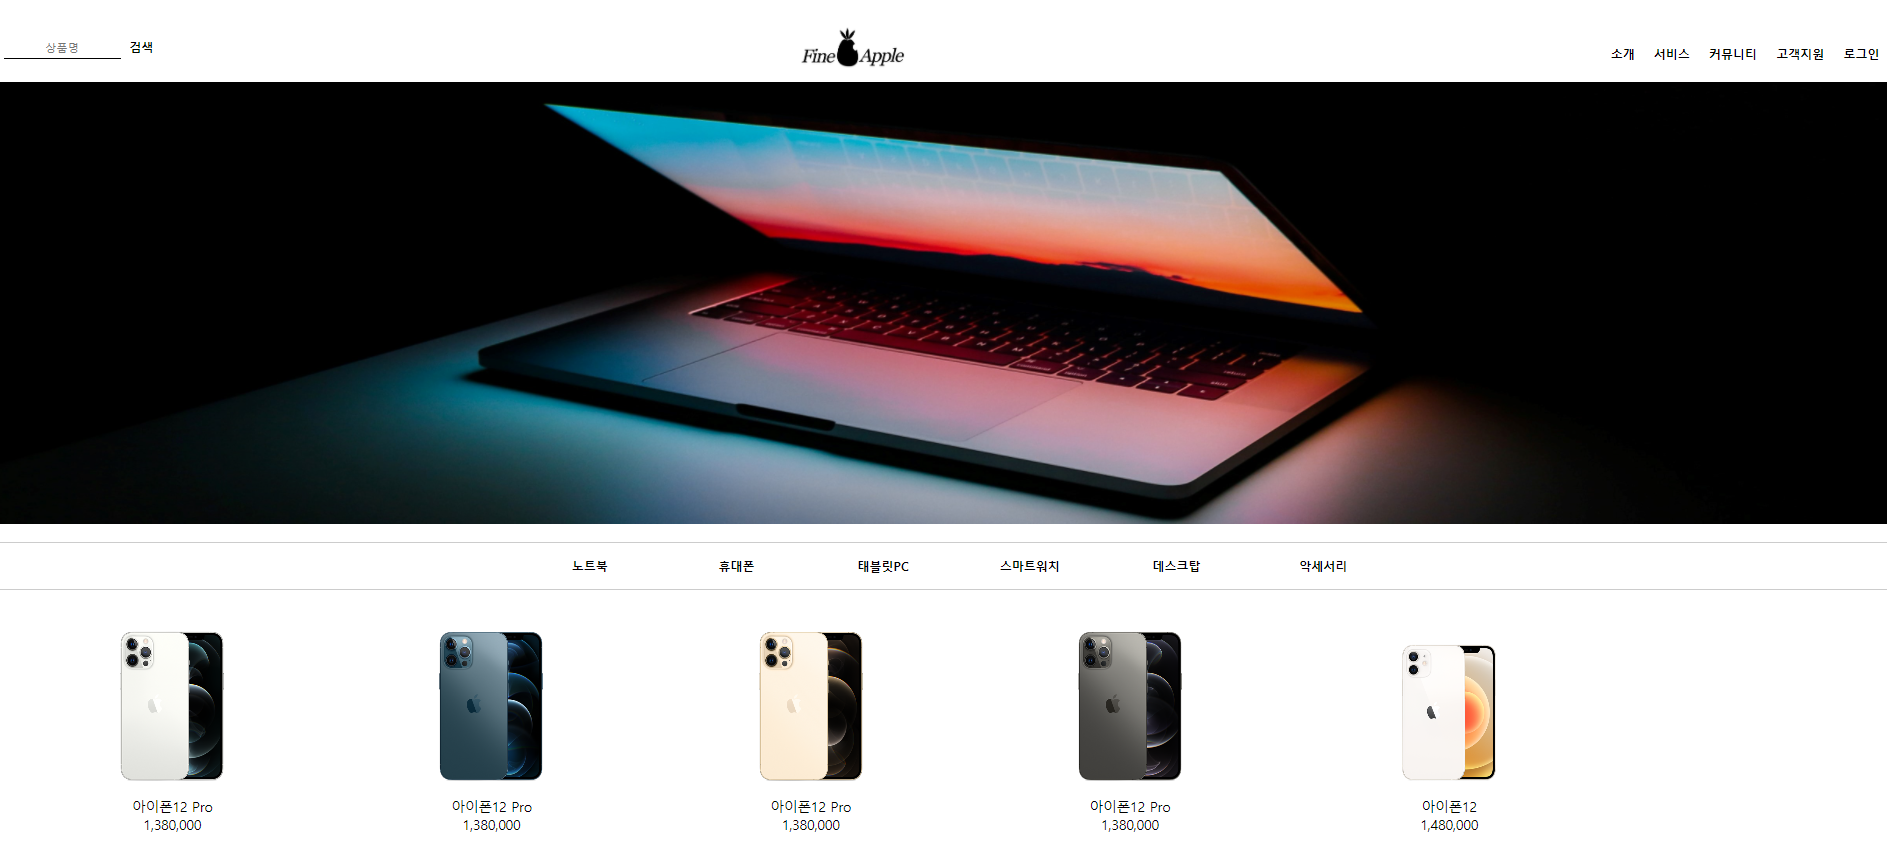 상품명 검색
Fine Apple
소개 서비스 커뮤니티 고객지원 로그인
노트북 휴대폰 태블릿PC 스마트워치 데스크탑 악세서리
아이폰12 Pro 아이폰12 Pro 아이폰12 Pro 아이폰12 Pro 아이폰12
1,380,000 1,380,000 1,380,000 1,380,000 1,480,000